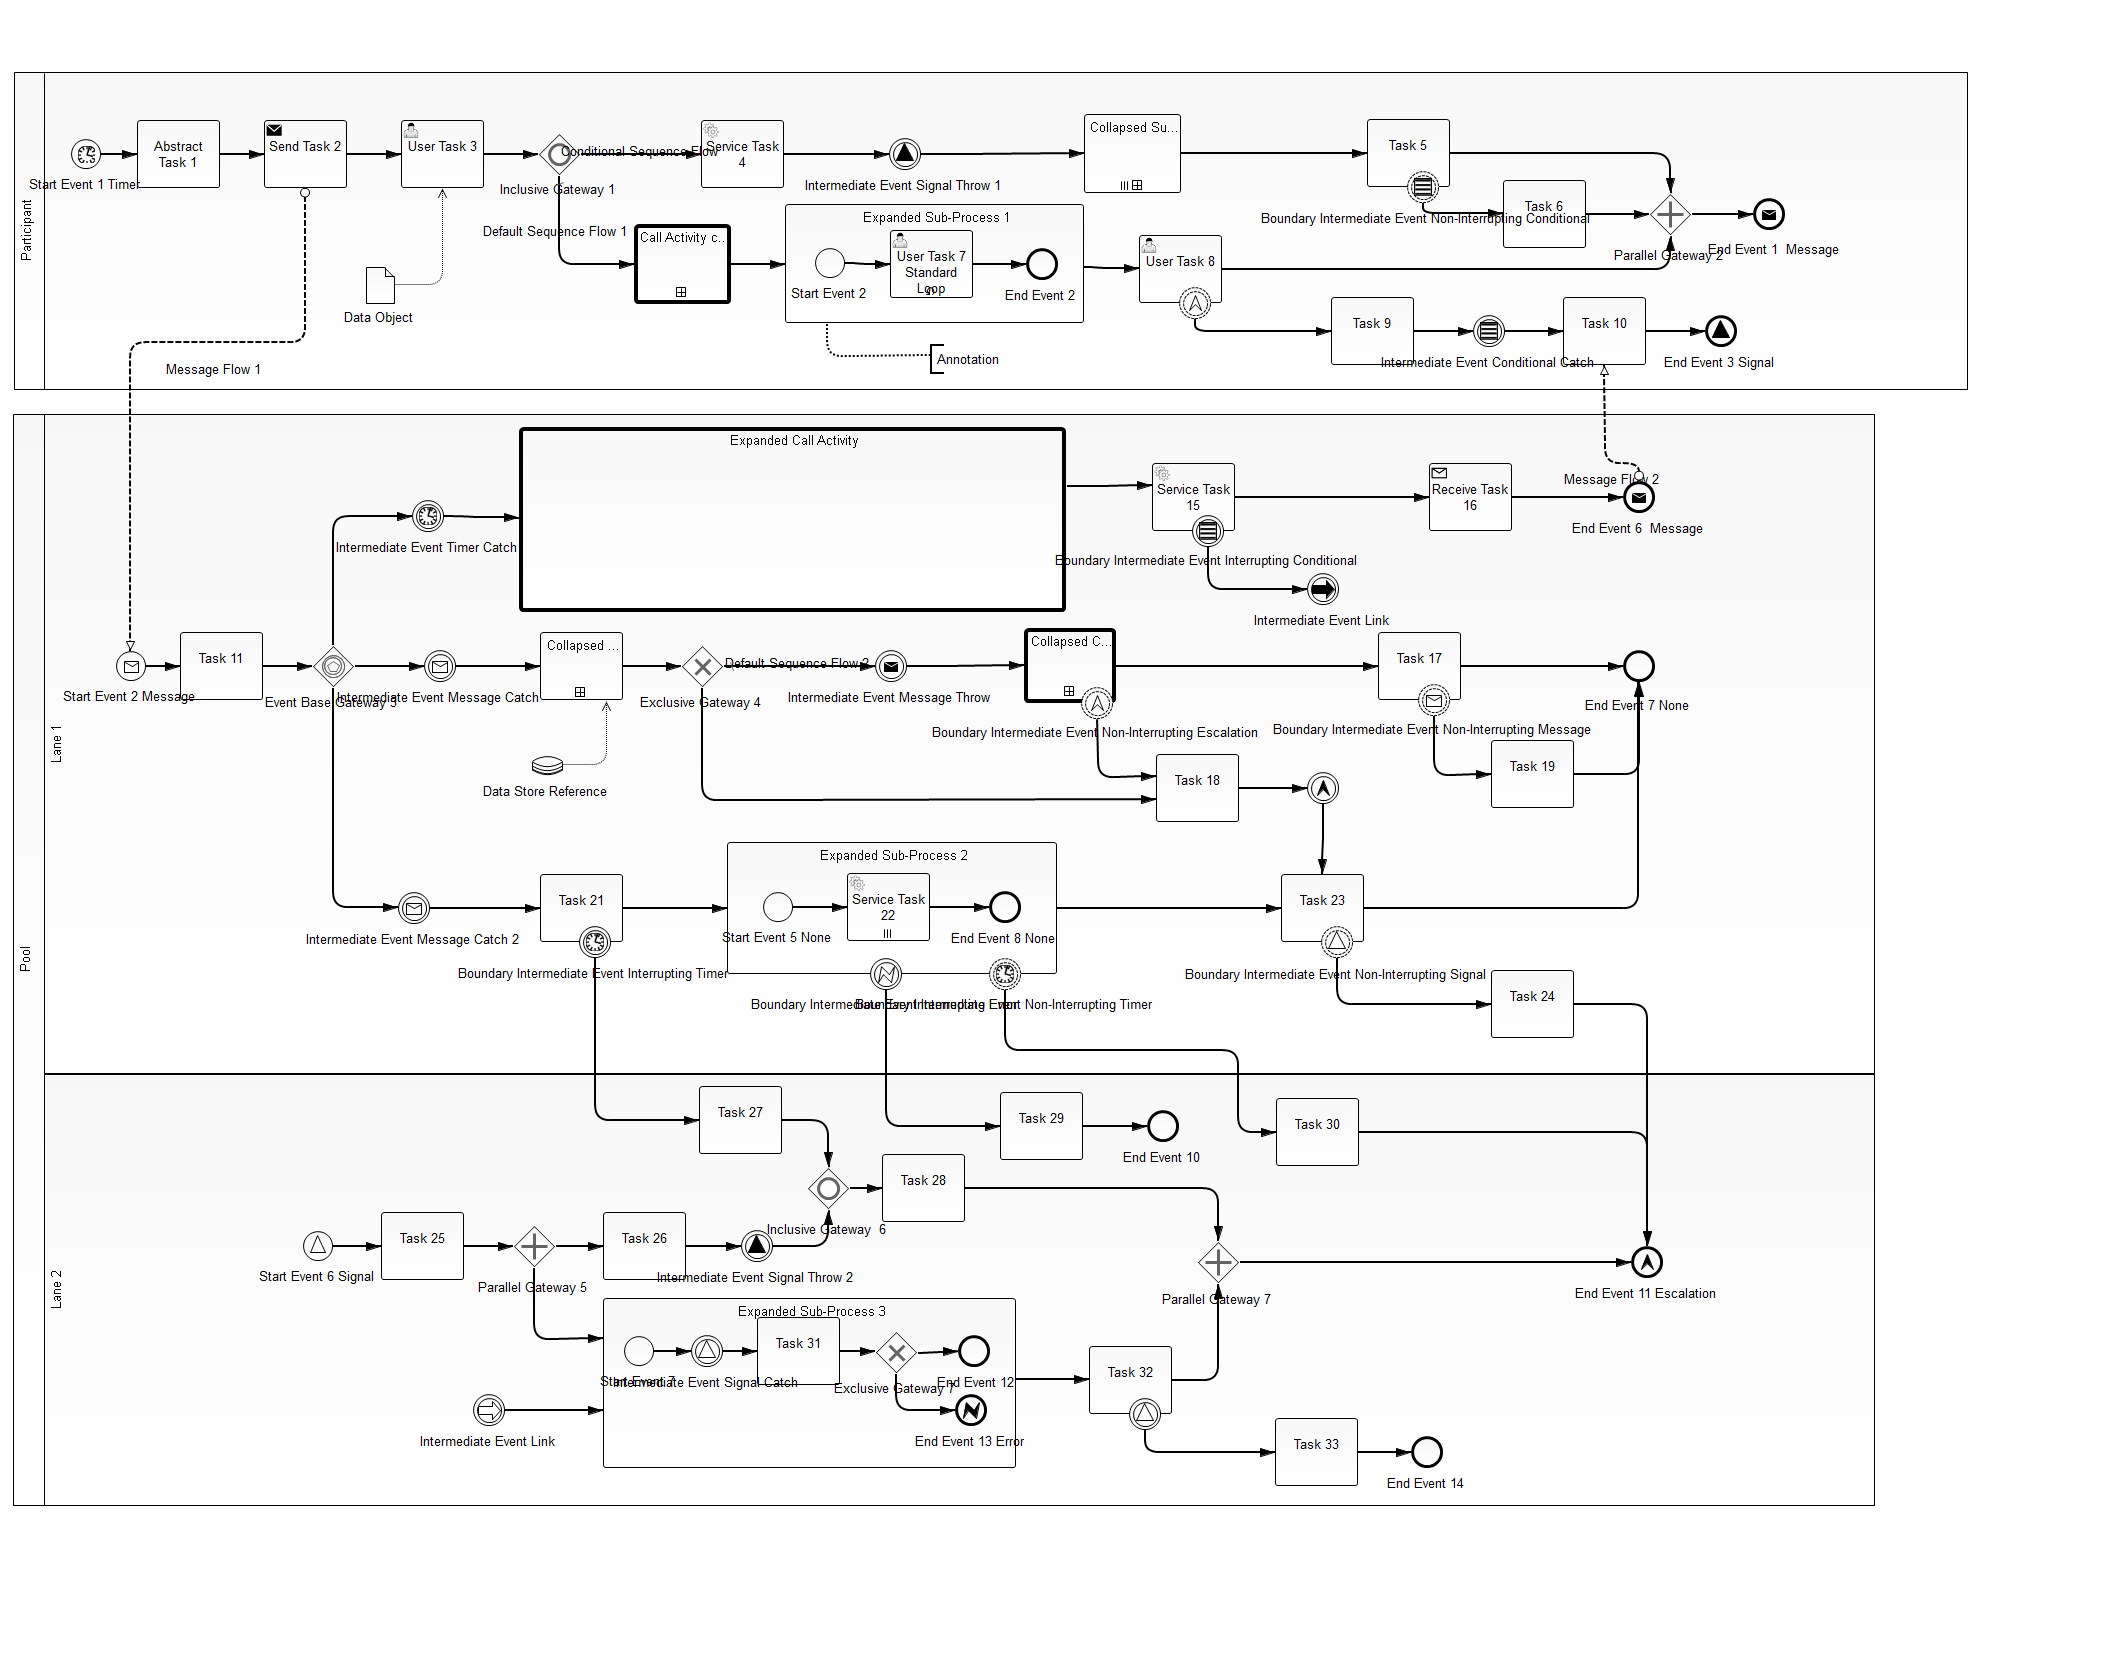 Participant
Start Event 1 Timer
Abstract
Task 1
Send Task 2
User Task 3
Conditional Sequence Flow
Inclusive Gateway 1
Service Task
4
Intermediate Event Signal Throw 1
Collapsed Su...
Task 5
Boundary Intermediate Event Non-Interrupting Conditional
Task 6
Parallel Gateway 2
End Event 1  Message
Default Sequence Flow 1
Call Activity c...
Expanded Sub-Process 1
Start Event 2
User Task 7
Standard
Loop
End Event 2
User Task 8
Data Object
Message Flow 1
Annotation
Task 9
Intermediate Event Conditional Catch
Task 10
End Event 3 Signal
Pool
Lane 1
Expanded Call Activity
Intermediate Event Timer Catch
Service Task
15
Boundary Intermediate Event Interrupting Conditional
Receive Task
16
Message Flow 2
End Event 6  Message
Intermediate Event Link
Start Event 2 Message
Task 11
Event Base Gateway 3
Intermediate Event Message Catch
Collapsed ...
Exclusive Gateway 4
Default Sequence Flow 2
Intermediate Event Message Throw
Collapsed C...
Boundary Intermediate Event Non-Interrupting Escalation
Task 17
Boundary Intermediate Event Non-Interrupting Message
End Event 7 None
Data Store Reference
Task 18
Task 19
Intermediate Event Message Catch 2
Task 21
Boundary Intermediate Event Interrupting Timer
Expanded Sub-Process 2
Start Event 5 None
Service Task
22
End Event 8 None
Boundary Intermediate Event Interrupting Error
Boundary Intermediate Event Non-Interrupting Timer
Task 23
Boundary Intermediate Event Non-Interrupting Signal
Task 24
Lane 2
Task 27
Task 29
End Event 10
Task 30
Inclusive Gateway  6
Task 28
Start Event 6 Signal
Task 25
Parallel Gateway 5
Task 26
Intermediate Event Signal Throw 2
Parallel Gateway 7
End Event 11 Escalation
Expanded Sub-Process 3
Start Event 7
Intermediate Event Signal Catch
Task 31
Exclusive Gateway 7
End Event 12
End Event 13 Error
Intermediate Event Link
Task 32
Task 33
End Event 14